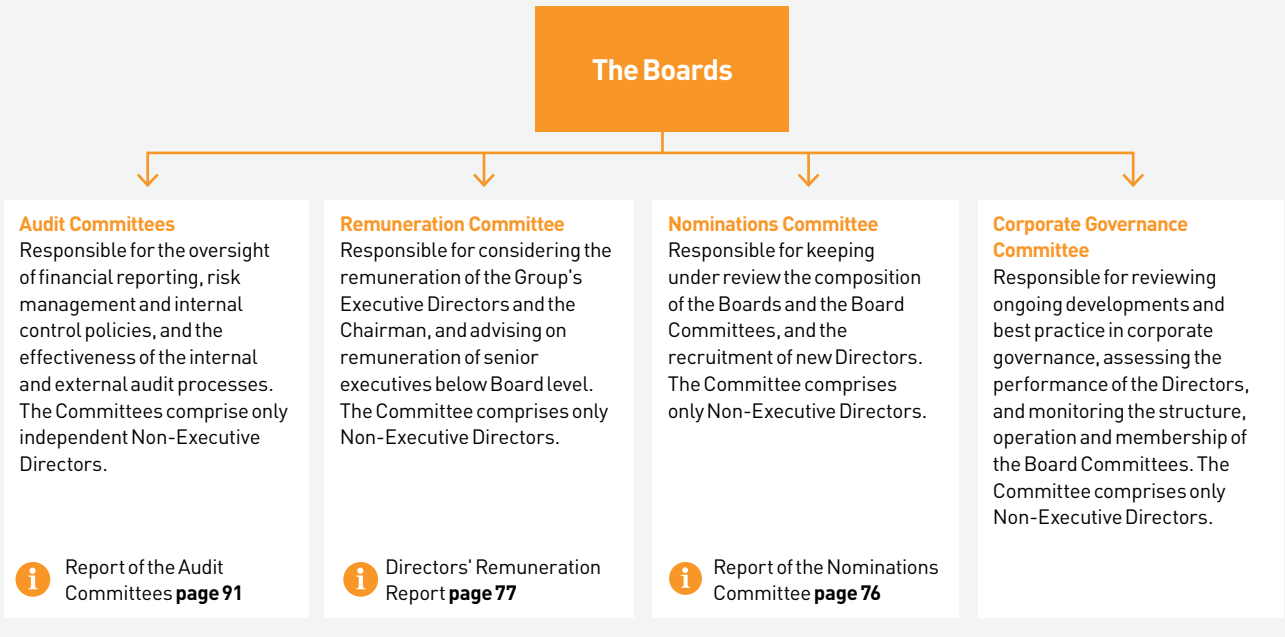 The Boards
Audit Committees
Responsible for the oversight
of financial reporting, risk
management and internal
control policies, and the
effectiveness of the internal
and external audit processes.
The Committees comprise only
independent Non-Executive
Directors.
i
Report of the Audit
Committees page 91
Remuneration Committee
Responsible for considering the
remuneration of the Group's
Executive Directors and the
Chairman, and advising on
remuneration of senior
executives below Board level.
The Committee comprises only
Non-Executive Directors.
i
Directors' Remuneration
Report page 77
Nominations Committee
Responsible for keeping
under review the composition
of the Boards and the Board
Committees, and the
recruitment of new Directors.
The Committee comprises
only Non-Executive Directors.
i
Report of the Nominations
Committee page 76
Corporate Governance
Committee
Responsible for reviewing
ongoing developments and
best practice in corporate
governance, assessing the
performance of the Directors,
and monitoring the structure,
operation and membership of
the Board Committees. The
Committee comprises only
Non-Executive Directors.